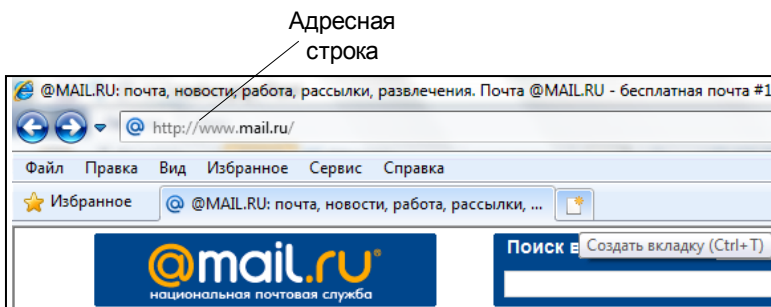 Адресная
строка
@MAIL.RU: почта, новости, работа, рассылки, развлечения. Почта @MAIL.RU - бесплатная почта #1
http://www.mail.ru/
Файл Правка Вид Избранное Сервис Справка
Избранное @MAIL.RU: почта, новости, работа, рассылки, ...
Создать вкладку (Ctrl+T)
@mail.ru
Поиск в
национальная почтовая служба